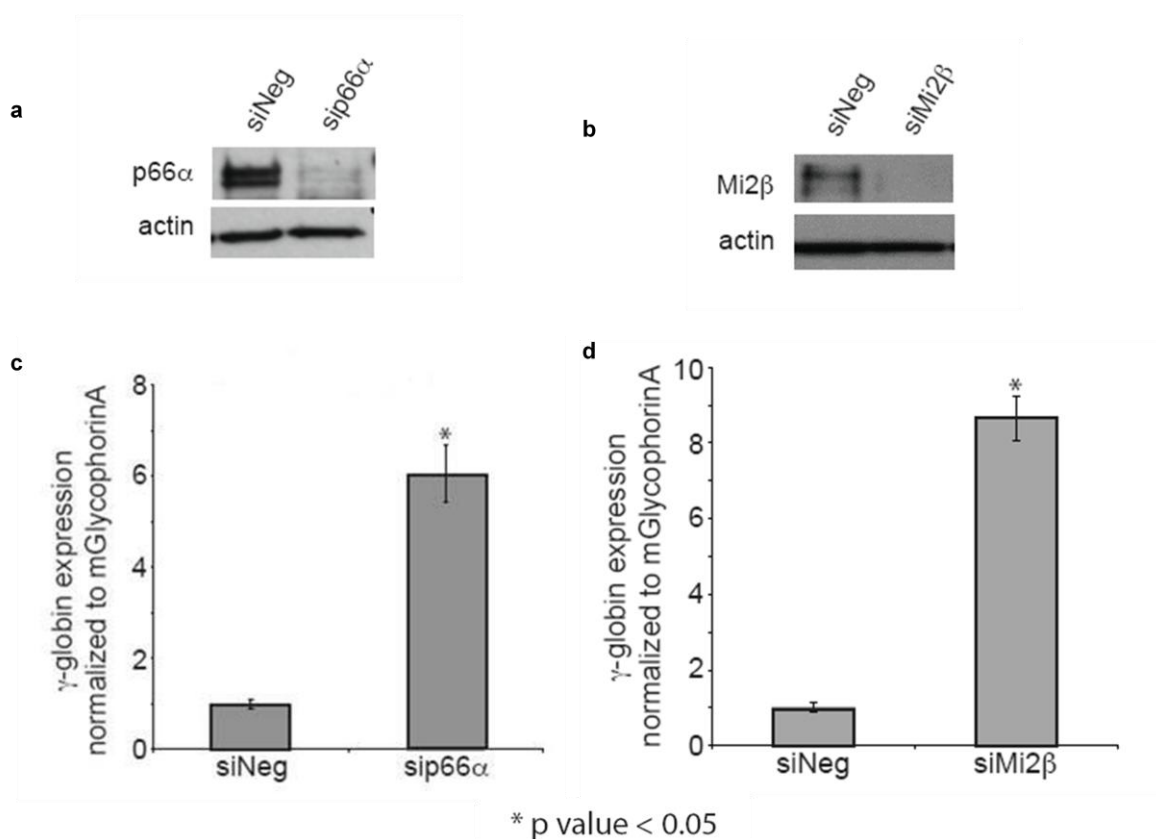 a
siNeg
sip66α
p66α
actin
b
siNeg
siMi2β
Mi2β
actin
c
γ-globin expression
normalized to mGlycophorinA
8
6
4
2
0
*
siNeg
sip66α
d
γ-globin expression
normalized to mGlycophorinA
10
8
6
4
2
0
*
siNeg
siMi2β
* p value < 0.05